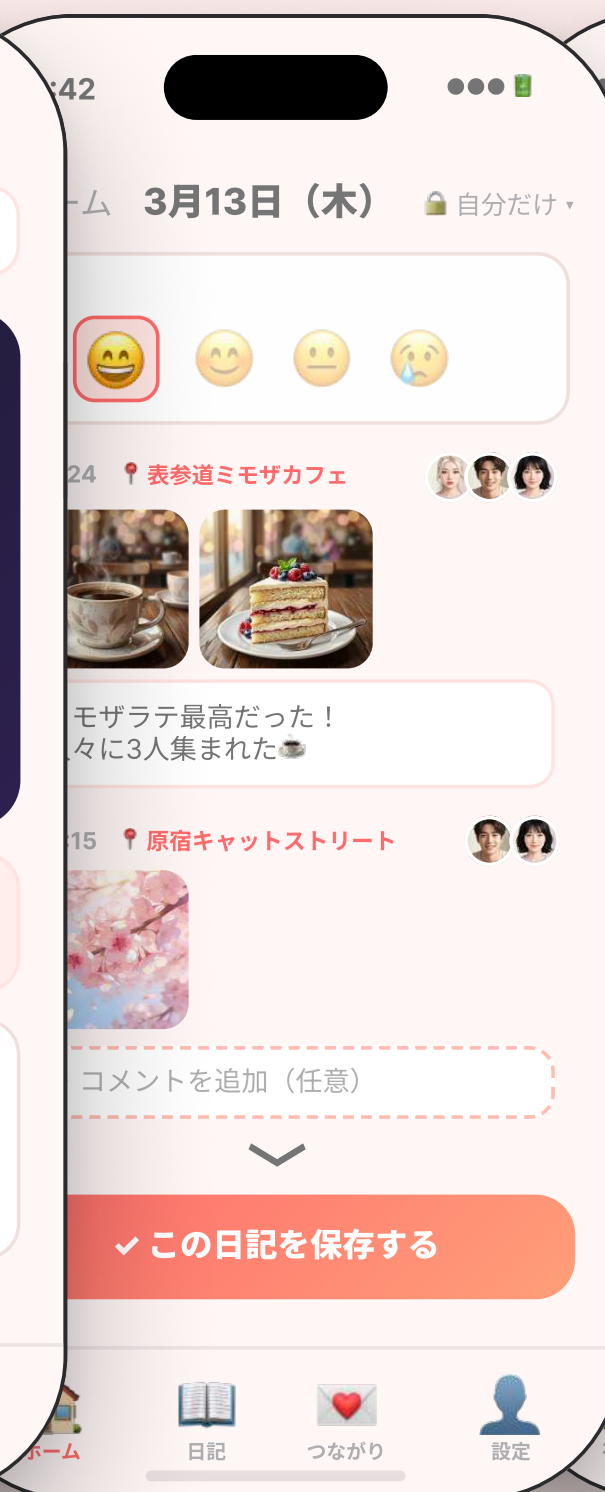 :42
ーム 3月13日（木） 自分だけ ▾
24 表参道ミモザカフェ
モザラテ最高だった！
々に3人集まれた☕
:15 原宿キャットストリート
コメントを追加（任意）
✓ この日記を保存する
ホーム 日記 つながり 設定